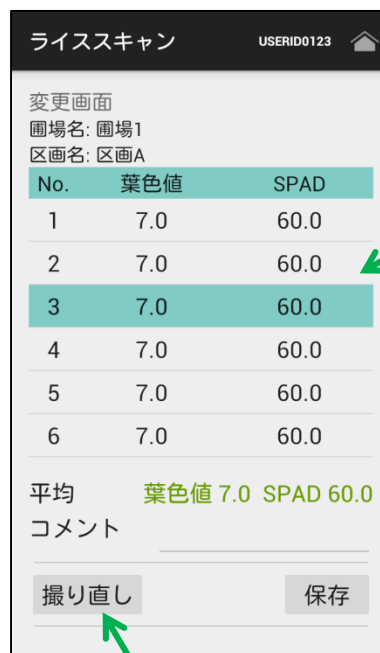 ライススキャン USERID0123
変更画面
圃場名: 圃場1
区画名: 区画A
No. 葉色値 SPAD
1 7.0 60.0
2 7.0 60.0
3 7.0 60.0
4 7.0 60.0
5 7.0 60.0
6 7.0 60.0
平均 葉色値 7.0 SPAD 60.0
コメント
撮り直し 保存